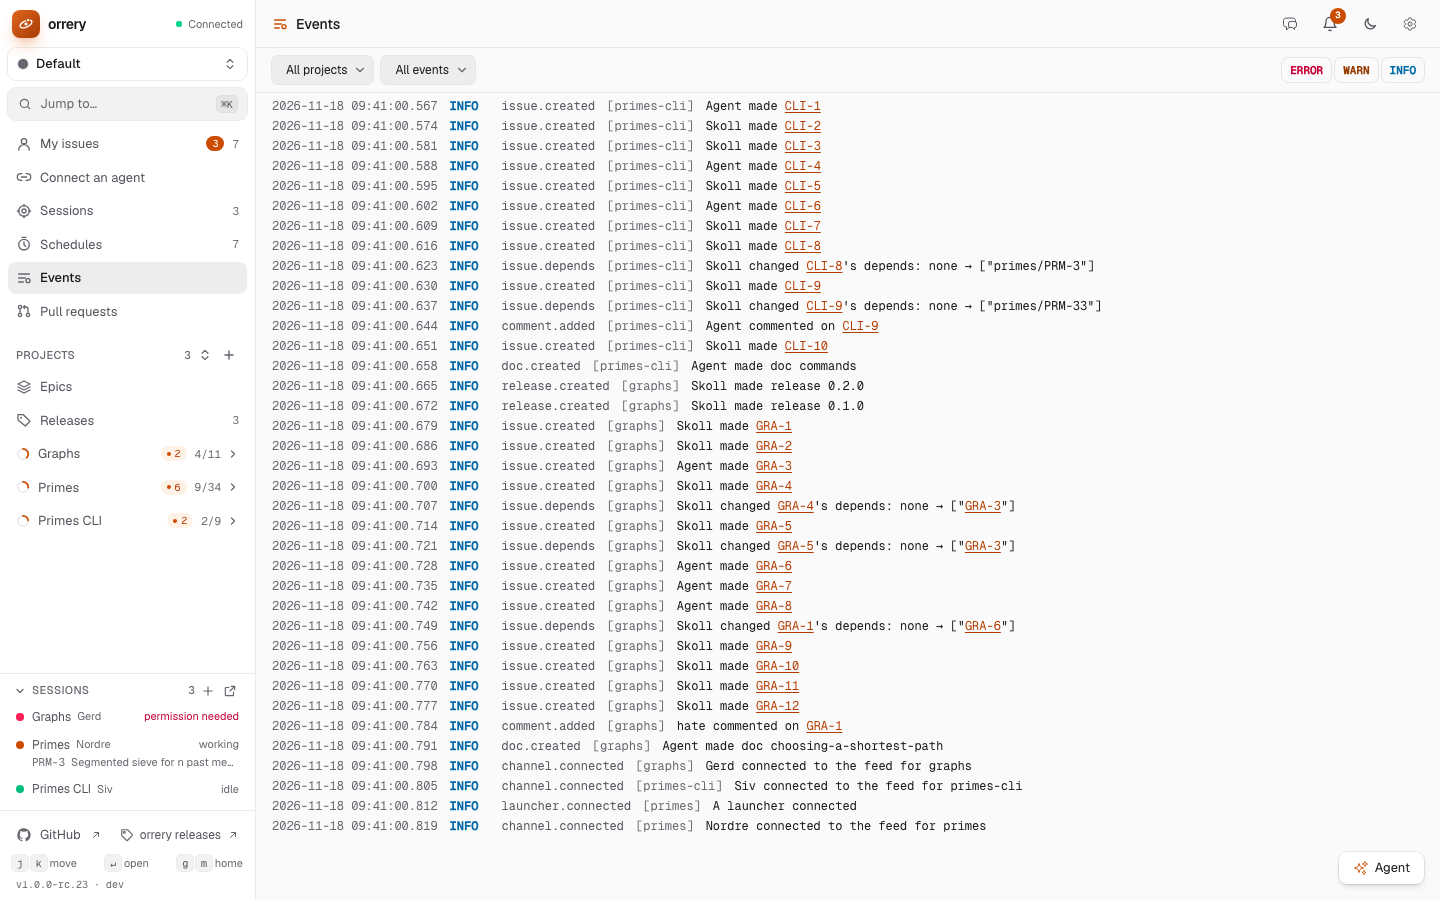 orrery
Connected
Default
Jump to...
⌘K
My issues 3 7
Connect an agent
Sessions 3
Schedules 7
Events
Pull requests
PROJECTS 3
Epics
Releases 3
Graphs 2 4/11
Primes 6 9/34
Primes CLI 2 2/9
SESSIONS 3
Graphs Gerd permission needed
Primes Nordre working
PRM-3 Segmented sieve for n past me...
Primes CLI Siv idle
GitHub ↗ orrery releases ↗
j k move ↵ open g m home
v1.0.0-rc.23 · dev
Events
3
All projects All events
ERROR WARN INFO
2026-11-18 09:41:00.567 INFO issue.created [primes-cli] Agent made CLI-1
2026-11-18 09:41:00.574 INFO issue.created [primes-cli] Skoll made CLI-2
2026-11-18 09:41:00.581 INFO issue.created [primes-cli] Skoll made CLI-3
2026-11-18 09:41:00.588 INFO issue.created [primes-cli] Agent made CLI-4
2026-11-18 09:41:00.595 INFO issue.created [primes-cli] Skoll made CLI-5
2026-11-18 09:41:00.602 INFO issue.created [primes-cli] Agent made CLI-6
2026-11-18 09:41:00.609 INFO issue.created [primes-cli] Skoll made CLI-7
2026-11-18 09:41:00.616 INFO issue.created [primes-cli] Skoll made CLI-8
2026-11-18 09:41:00.623 INFO issue.depends [primes-cli] Skoll changed CLI-8's depends: none → ["primes/PRM-3"]
2026-11-18 09:41:00.630 INFO issue.created [primes-cli] Skoll made CLI-9
2026-11-18 09:41:00.637 INFO issue.depends [primes-cli] Skoll changed CLI-9's depends: none → ["primes/PRM-33"]
2026-11-18 09:41:00.644 INFO comment.added [primes-cli] Agent commented on CLI-9
2026-11-18 09:41:00.651 INFO issue.created [primes-cli] Skoll made CLI-10
2026-11-18 09:41:00.658 INFO doc.created [primes-cli] Agent made doc commands
2026-11-18 09:41:00.665 INFO release.created [graphs] Skoll made release 0.2.0
2026-11-18 09:41:00.672 INFO release.created [graphs] Skoll made release 0.1.0
2026-11-18 09:41:00.679 INFO issue.created [graphs] Skoll made GRA-1
2026-11-18 09:41:00.686 INFO issue.created [graphs] Skoll made GRA-2
2026-11-18 09:41:00.693 INFO issue.created [graphs] Agent made GRA-3
2026-11-18 09:41:00.700 INFO issue.created [graphs] Skoll made GRA-4
2026-11-18 09:41:00.707 INFO issue.depends [graphs] Skoll changed GRA-4's depends: none → ["GRA-3"]
2026-11-18 09:41:00.714 INFO issue.created [graphs] Skoll made GRA-5
2026-11-18 09:41:00.721 INFO issue.depends [graphs] Skoll changed GRA-5's depends: none → ["GRA-3"]
2026-11-18 09:41:00.728 INFO issue.created [graphs] Agent made GRA-6
2026-11-18 09:41:00.735 INFO issue.created [graphs] Agent made GRA-7
2026-11-18 09:41:00.742 INFO issue.created [graphs] Agent made GRA-8
2026-11-18 09:41:00.749 INFO issue.depends [graphs] Skoll changed GRA-1's depends: none → ["GRA-6"]
2026-11-18 09:41:00.756 INFO issue.created [graphs] Skoll made GRA-9
2026-11-18 09:41:00.763 INFO issue.created [graphs] Skoll made GRA-10
2026-11-18 09:41:00.770 INFO issue.created [graphs] Skoll made GRA-11
2026-11-18 09:41:00.777 INFO issue.created [graphs] Skoll made GRA-12
2026-11-18 09:41:00.784 INFO comment.added [graphs] hate commented on GRA-1
2026-11-18 09:41:00.791 INFO doc.created [graphs] Agent made doc choosing-a-shortest-path
2026-11-18 09:41:00.798 INFO channel.connected [graphs] Gerd connected to the feed for graphs
2026-11-18 09:41:00.805 INFO channel.connected [primes-cli] Siv connected to the feed for primes-cli
2026-11-18 09:41:00.812 INFO launcher.connected [primes] A launcher connected
2026-11-18 09:41:00.819 INFO channel.connected [primes] Nordre connected to the feed for primes
Agent